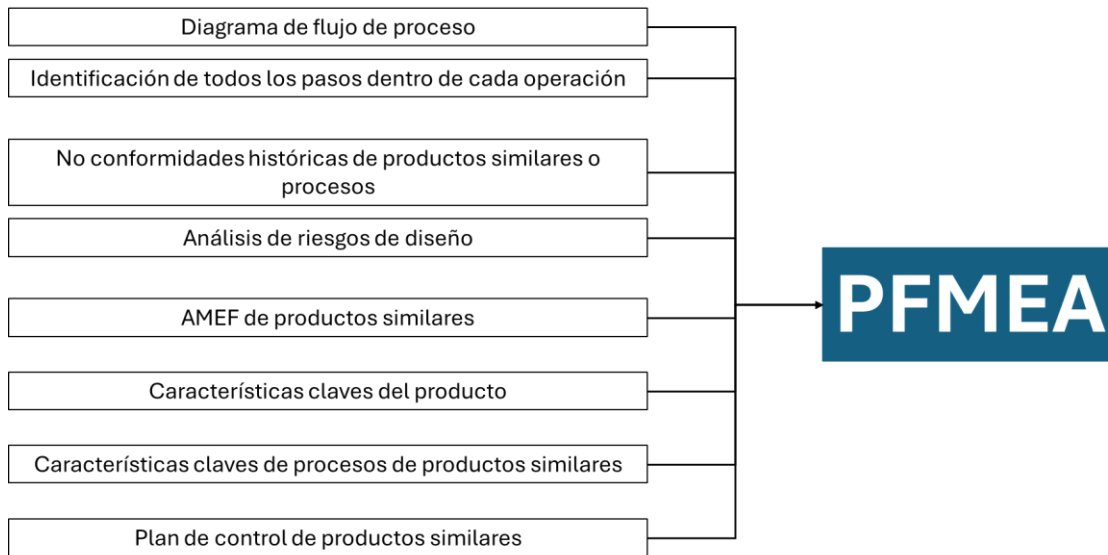 Diagrama de flujo de proceso
Identificación de todos los pasos dentro de cada operación
No conformidades históricas de productos similares o
procesos
Análisis de riesgos de diseño
AMEF de productos similares
Característícas claves del producto
Característícas claves de procesos de productos similares
Plan de control de productos similares
PFMEA